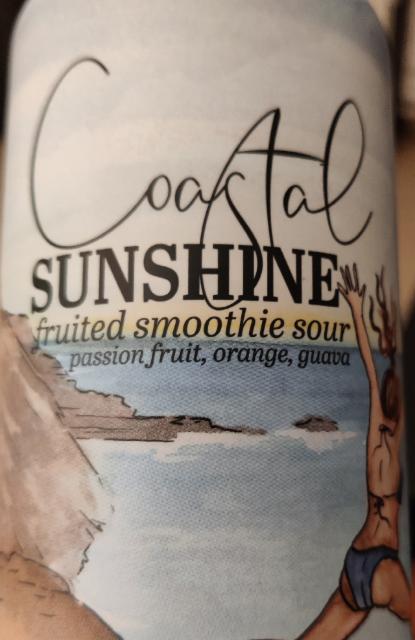 Coastal
SUNSHINE
fruited smoothie sour
passion fruit, orange, guava